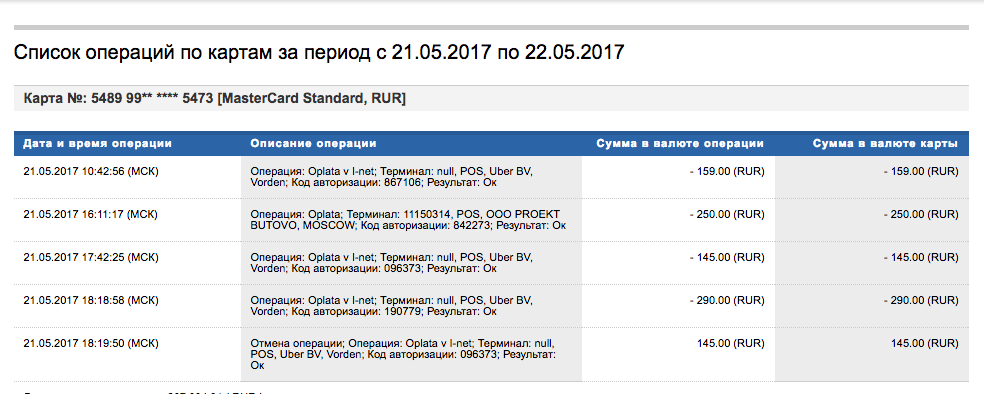 Список операций по картам за период с 21.05.2017 по 22.05.2017
Карта №: 5489 99** **** 5473 [MasterCard Standard, RUR]
Дата и время операции Описание операции Сумма в валюте операции Сумма в валюте карты
21.05.2017 10:42:56 (МСК) Операция: Oplata v I-net; Терминал: null, POS, Uber BV, - 159.00 (RUR) - 159.00 (RUR)
Vorden; Код авторизации: 867106; Результат: Ок
21.05.2017 16:11:17 (МСК) Операция: Oplata; Терминал: 11150314, POS, OOO PROEKT - 250.00 (RUR) - 250.00 (RUR)
BUTOVO, MOSCOW; Код авторизации: 842273; Результат: Ок
21.05.2017 17:42:25 (МСК) Операция: Oplata v I-net; Терминал: null, POS, Uber BV, - 145.00 (RUR) - 145.00 (RUR)
Vorden; Код авторизации: 096373; Результат: Ок
21.05.2017 18:18:58 (МСК) Операция: Oplata v I-net; Терминал: null, POS, Uber BV, - 290.00 (RUR) - 290.00 (RUR)
Vorden; Код авторизации: 190779; Результат: Ок
21.05.2017 18:19:50 (МСК) Отмена операции; Операция: Oplata v I-net; Терминал: null, 145.00 (RUR) 145.00 (RUR)
POS, Uber BV, Vorden; Код авторизации: 096373; Результат:
Ок